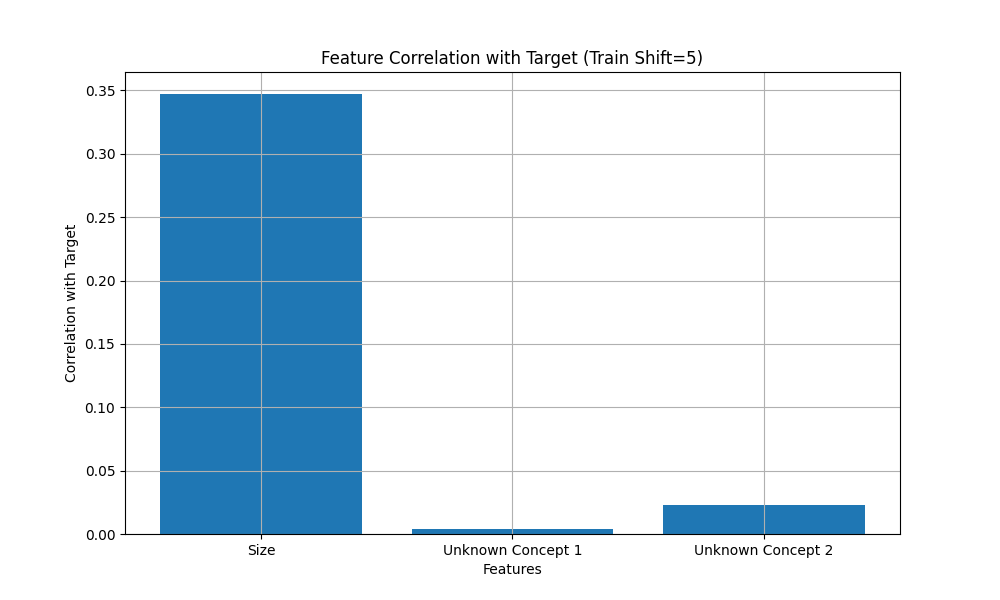 Feature Correlation with Target (Train Shift=5)
Correlation with Target
0.35
0.30
0.25
0.20
0.15
0.10
0.05
0.00
Size Unknown Concept 1 Unknown Concept 2
Features